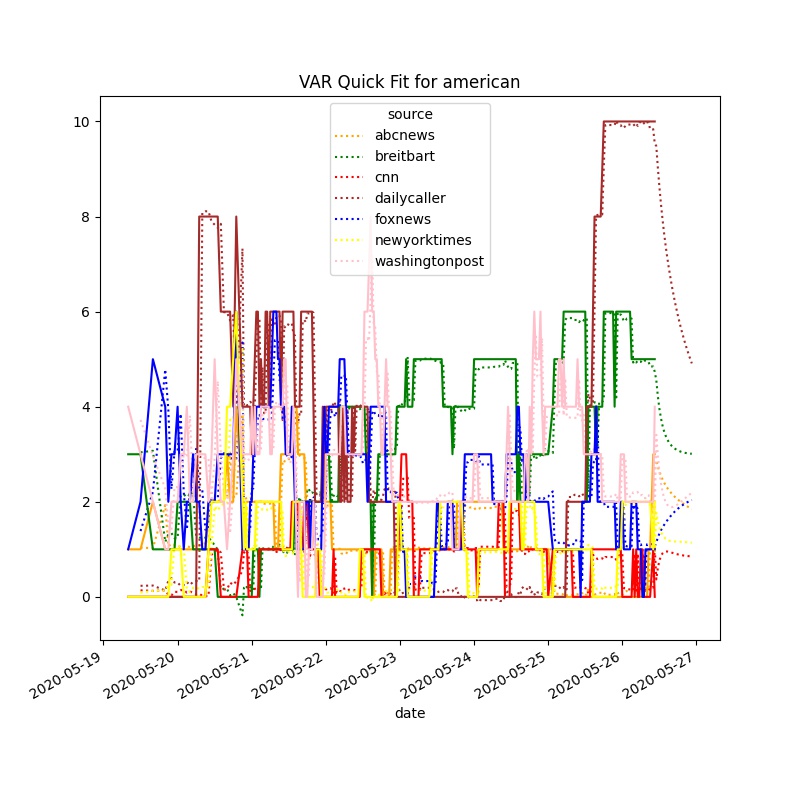 VAR Quick Fit for american
source
abcnews
breitbart
cnn
dailycaller
foxnews
newyorktimes
washingtonpost
10
8
6
4
2
0
2020-05-19
2020-05-20
2020-05-21
2020-05-22
2020-05-23
2020-05-24
2020-05-25
2020-05-26
2020-05-27
date